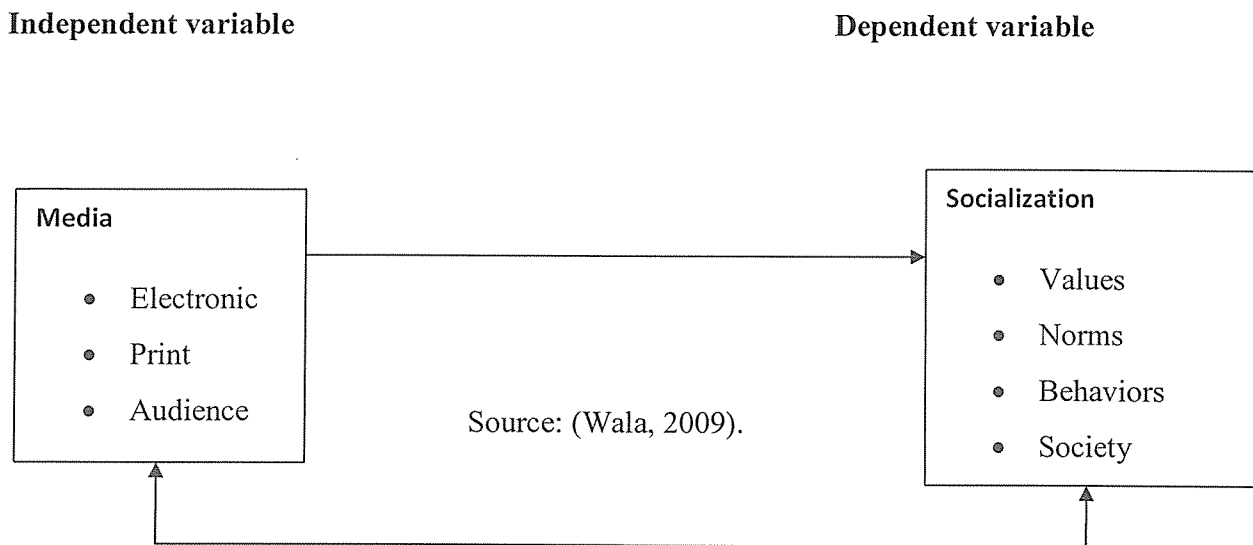 Independent variable
Dependent variable
Media
• Electronic
• Print
• Audience
Socialization
• Values
• Norms
• Behaviors
• Society
Source: (Wala, 2009).